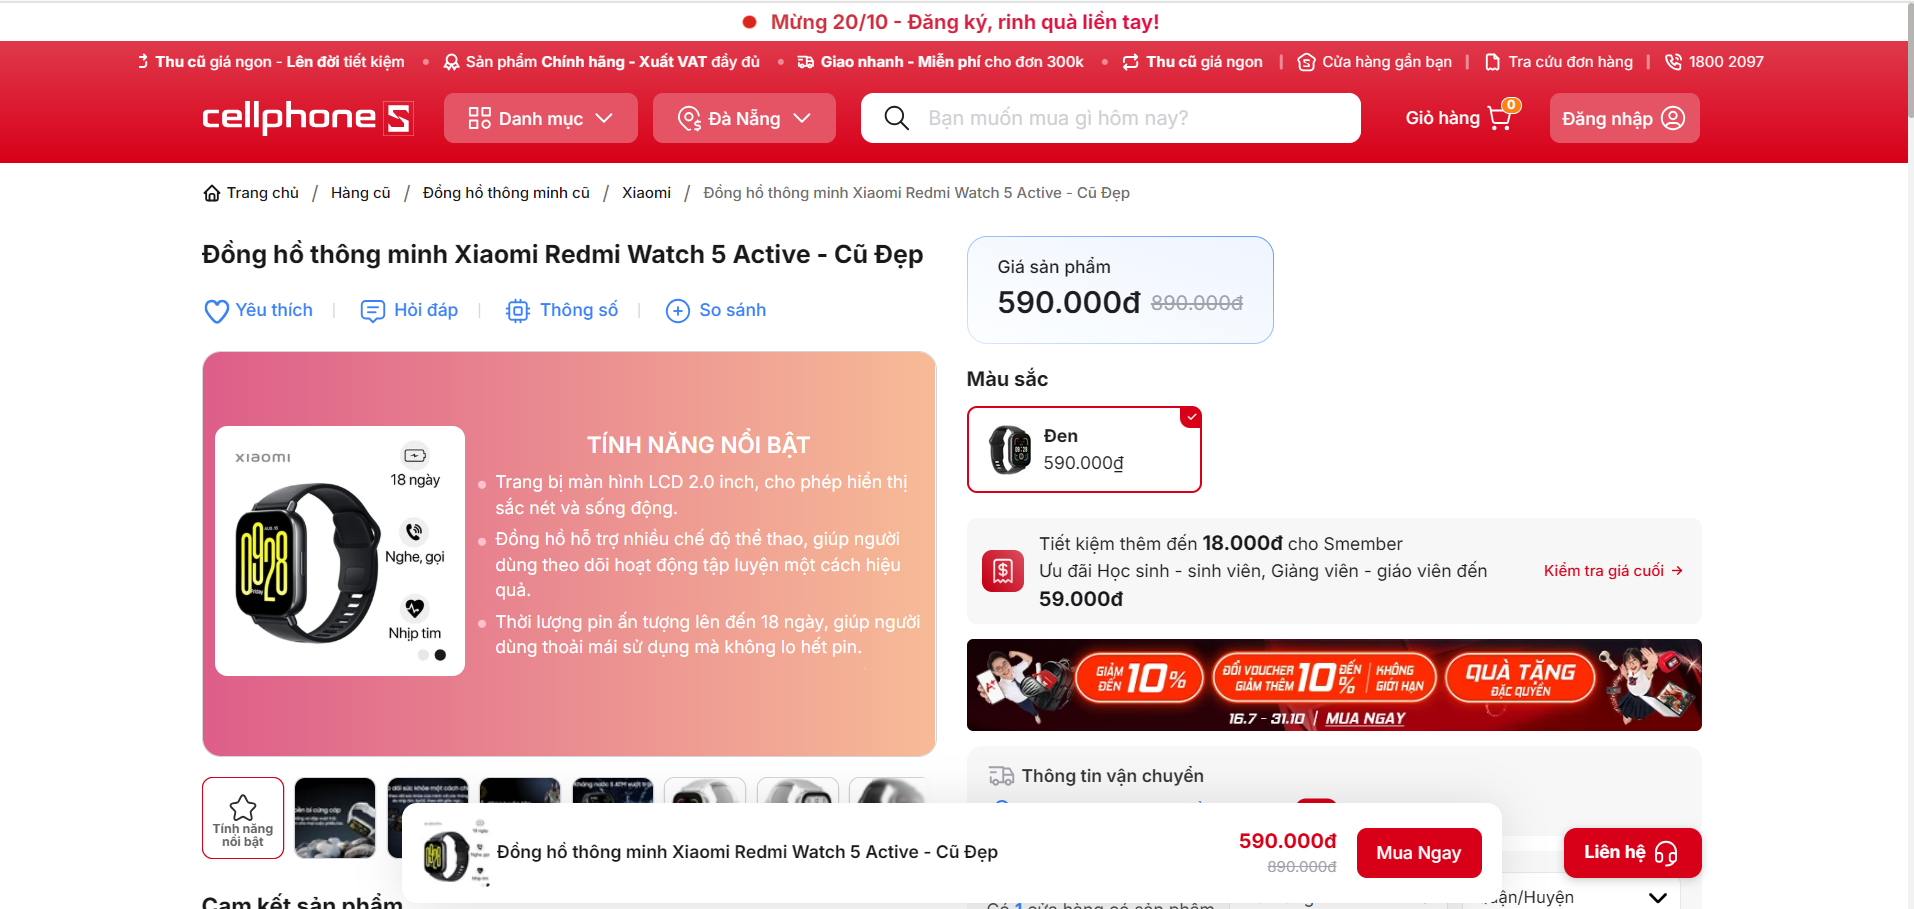 Mừng 20/10 - Đăng ký, rinh quà liền tay!
Thu cũ giá ngon - Lên đời tiết kiệm
Sản phẩm Chính hãng - Xuất VAT đầy đủ
Giao nhanh - Miễn phí cho đơn 300k
Thu cũ giá ngon
Cửa hàng gần bạn
Tra cứu đơn hàng
1800 2097
cellphone S
Danh mục
Đà Nẵng
Bạn muốn mua gì hôm nay?
Giỏ hàng
0
Đăng nhập
Trang chủ / Hàng cũ / Đồng hồ thông minh cũ / Xiaomi / Đồng hồ thông minh Xiaomi Redmi Watch 5 Active - Cũ Đẹp
Đồng hồ thông minh Xiaomi Redmi Watch 5 Active - Cũ Đẹp
Yêu thích
Hỏi đáp
Thông số
So sánh
xiaomi
18 ngày
Nghe, gọi
Nhịp tim
AUG.16
0928
FRIDAY
TÍNH NĂNG NỔI BẬT
Trang bị màn hình LCD 2.0 inch, cho phép hiển thị
sắc nét và sống động.
Đồng hồ hỗ trợ nhiều chế độ thể thao, giúp người
dùng theo dõi hoạt động tập luyện một cách hiệu
quả.
Thời lượng pin ấn tượng lên đến 18 ngày, giúp người
dùng thoải mái sử dụng mà không lo hết pin.
Tính năng
nổi bật
Cam kết sản phẩm
Giá sản phẩm
590.000đ 890.000đ
Màu sắc
Đen
590.000₫
Tiết kiệm thêm đến 18.000đ cho Smember
Ưu đãi Học sinh - sinh viên, Giảng viên - giáo viên đến
59.000đ
Kiểm tra giá cuối →
GIẢM
ĐẾN 10%
ĐỔI VOUCHER
GIẢM THÊM 10% ĐẾN
KHÔNG
GIỚI HẠN
QUÀ TẶNG
ĐẶC QUYỀN
16.7 - 31.10 | MUA NGAY
Thông tin vận chuyển
Đồng hồ thông minh Xiaomi Redmi Watch 5 Active - Cũ Đẹp
590.000đ
890.000đ
Mua Ngay
Liên hệ
Có 1 cửa hàng có sản phẩm
ận/Huyện